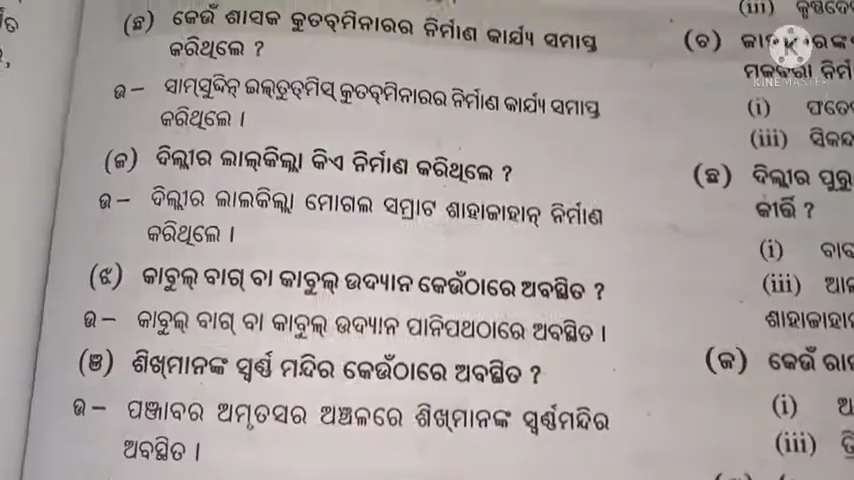 (ଛ) କେଉଁ ଶାସକ କୁତବ୍‌ମିନାରର ନିର୍ମାଣ କାର୍ଯ୍ୟ ସମାପ୍ତ
କରିଥିଲେ ?
ଉ – ସାମ୍‌ସୁଦ୍ଦିନ୍ ଇଲ୍‌ତୁତ୍‌ମିସ୍ କୁତବ୍‌ମିନାରର ନିର୍ମାଣ କାର୍ଯ୍ୟ ସମାପ୍ତ
କରିଥିଲେ ।
(ଜ) ଦିଲ୍ଲୀର ଲାଲ୍‌କିଲ୍ଲା କିଏ ନିର୍ମାଣ କରିଥିଲେ ?
ଉ – ଦିଲ୍ଲୀର ଲାଲକିଲ୍ଲା ମୋଗଲ ସମ୍ରାଟ ଶାହାଜାହାନ୍ ନିର୍ମାଣ
କରିଥିଲେ ।
(ଝ) କାବୁଲ୍ ବାଗ୍ ବା କାବୁଲ୍ ଉଦ୍ୟାନ କେଉଁଠାରେ ଅବସ୍ଥିତ ?
ଉ – କାବୁଲ୍ ବାଗ୍ ବା କାବୁଲ୍ ଉଦ୍ୟାନ ପାନିପଥଠାରେ ଅବସ୍ଥିତ ।
(ଞ) ଶିଖ୍‌ମାନଙ୍କ ସ୍ୱର୍ଣ୍ଣ ମନ୍ଦିର କେଉଁଠାରେ ଅବସ୍ଥିତ ?
ଉ – ପଞ୍ଜାବର ଅମୃତସର ଅଞ୍ଚଳରେ ଶିଖ୍‌ମାନଙ୍କ ସ୍ୱର୍ଣ୍ଣମନ୍ଦିର
ଅବସ୍ଥିତ ।
(iii)
(ଚ)
KINEMASTER
(i)
(iii)
(ଛ) ଦିଲ୍ଲୀର
କୀର୍ତ୍ତି ?
(i)
(iii)
(ଜ) କେଉଁ
(i)
(iii)